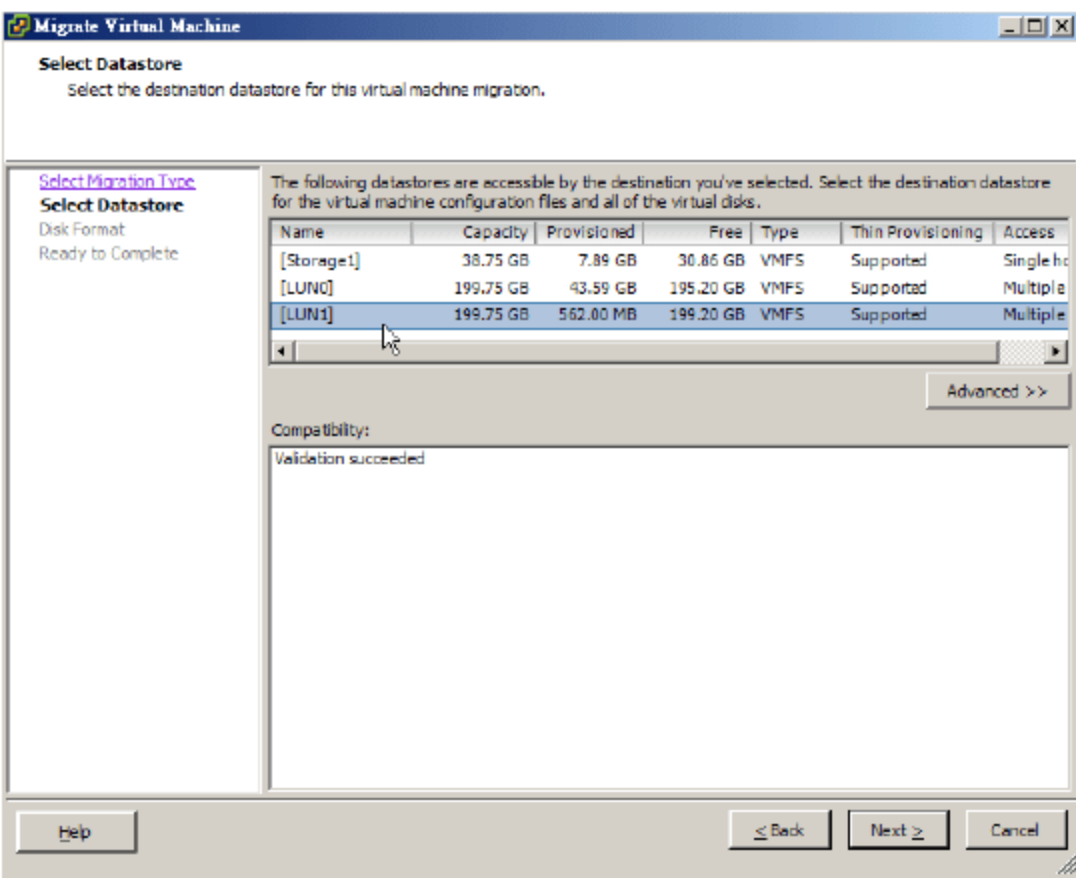 Migrate Virtual Machine
Select Datastore
Select the destination datastore for this virtual machine migration.
Select Migration Type
Select Datastore
Disk Format
Ready to Complete
The following datastores are accessible by the destination you've selected. Select the destination datastore
for the virtual machine configuration files and all of the virtual disks.
Name Capacity Provisioned Free Type Thin Provisioning Access
[Storage1] 38.75 GB 7.89 GB 30.86 GB VMFS Supported Single ho
[LUN0] 199.75 GB 43.59 GB 195.20 GB VMFS Supported Multiple
[LUN1] 199.75 GB 562.00 MB 199.20 GB VMFS Supported Multiple
Advanced >>
Compatibility:
Validation succeeded
Help
< Back
Next >
Cancel